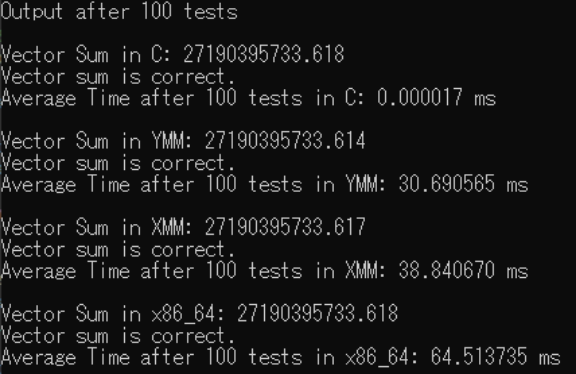 Output after 100 tests
Vector Sum in C: 27190395733.618
Vector sum is correct.
Average Time after 100 tests in C: 0.000017 ms
Vector Sum in YMM: 27190395733.614
Vector sum is correct.
Average Time after 100 tests in YMM: 30.690565 ms
Vector Sum in XMM: 27190395733.617
Vector sum is correct.
Average Time after 100 tests in XMM: 38.840670 ms
Vector Sum in x86_64: 27190395733.618
Vector sum is correct.
Average Time after 100 tests in x86_64: 64.513735 ms